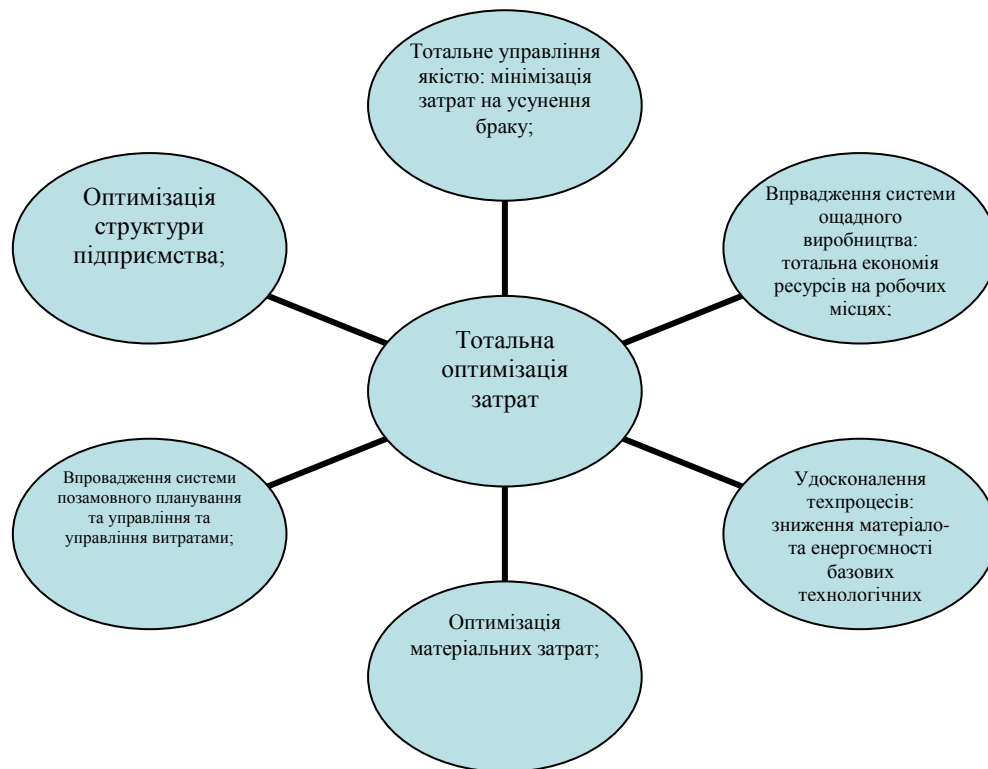 Тотальне управління
якістю: мінімізація
затрат на усунення
браку;
Оптимізація
структури
підприємства;
Впрвадження системи
ощадного
виробництва:
тотальна економія
ресурсів на робочих
місцях;
Тотальна
оптимізація
затрат
Впровадження системи
позамовного планування
та управління та
управління витратами;
Удосконалення
техпроцесів:
зниження матеріало-
та енергоємності
базових
технологічних
Оптимізація
матеріальних затрат;